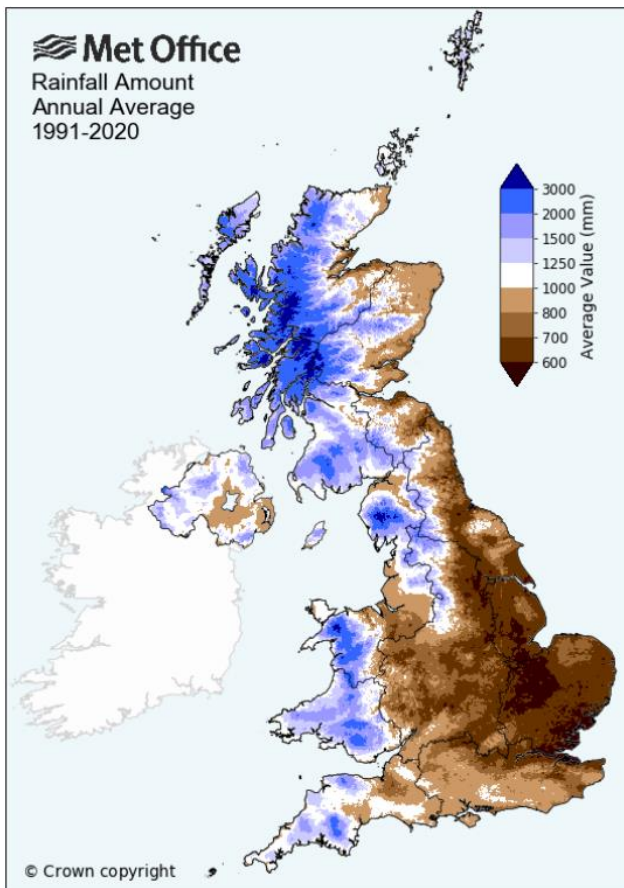 Met Office
Rainfall Amount
Annual Average
1991-2020
3000
2000
1500
1250
1000
800
700
600
Average Value (mm)
© Crown copyright